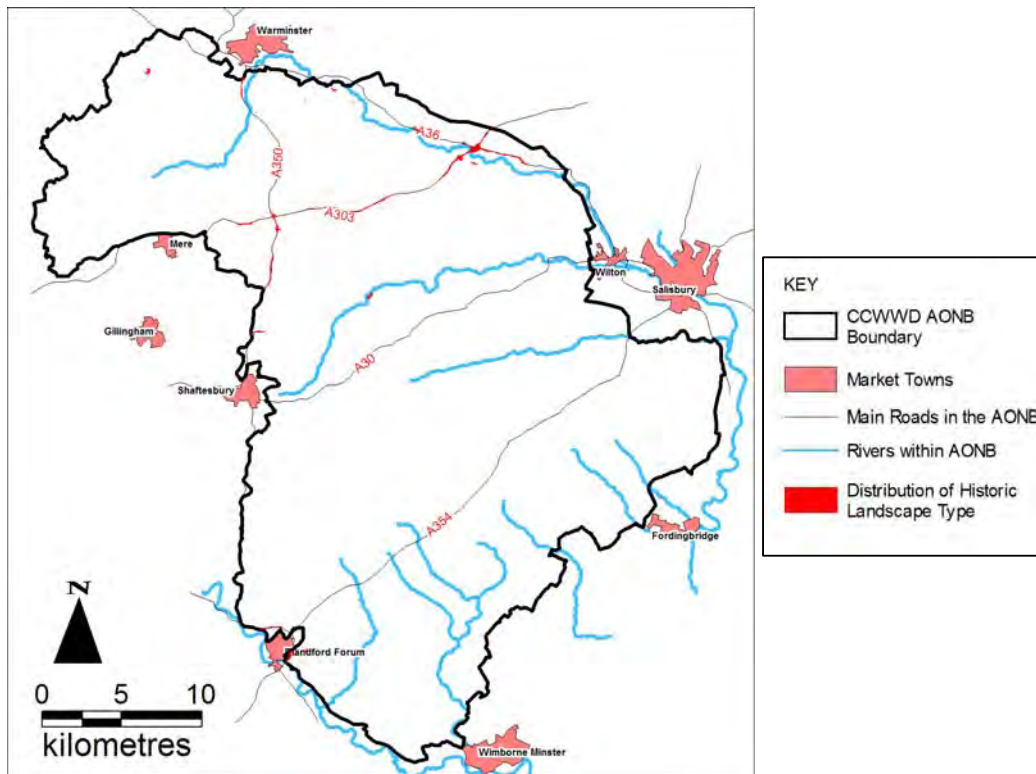 Warminster
A36
A350
A303
Mere
Wilton
Salisbury
Gillingham
A30
Shaftesbury
A354
Fordingbridge
N
Blandford Forum
0 5 10
kilometres
Wimborne Minster
KEY
CCWWD AONB
Boundary
Market Towns
Main Roads in the AONB
Rivers within AONB
Distribution of Historic
Landscape Type